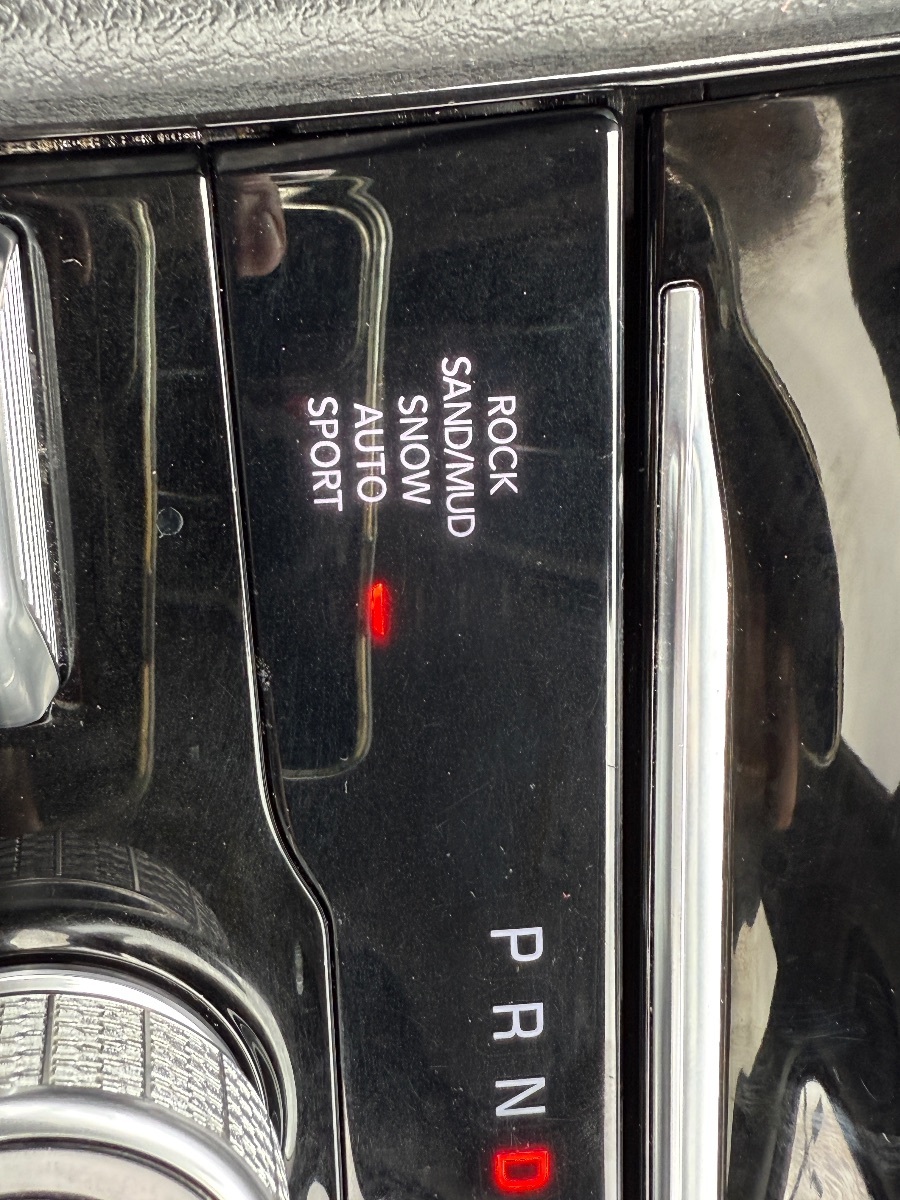 ROCK
SAND/MUD
SNOW
AUTO
SPORT
P R N D